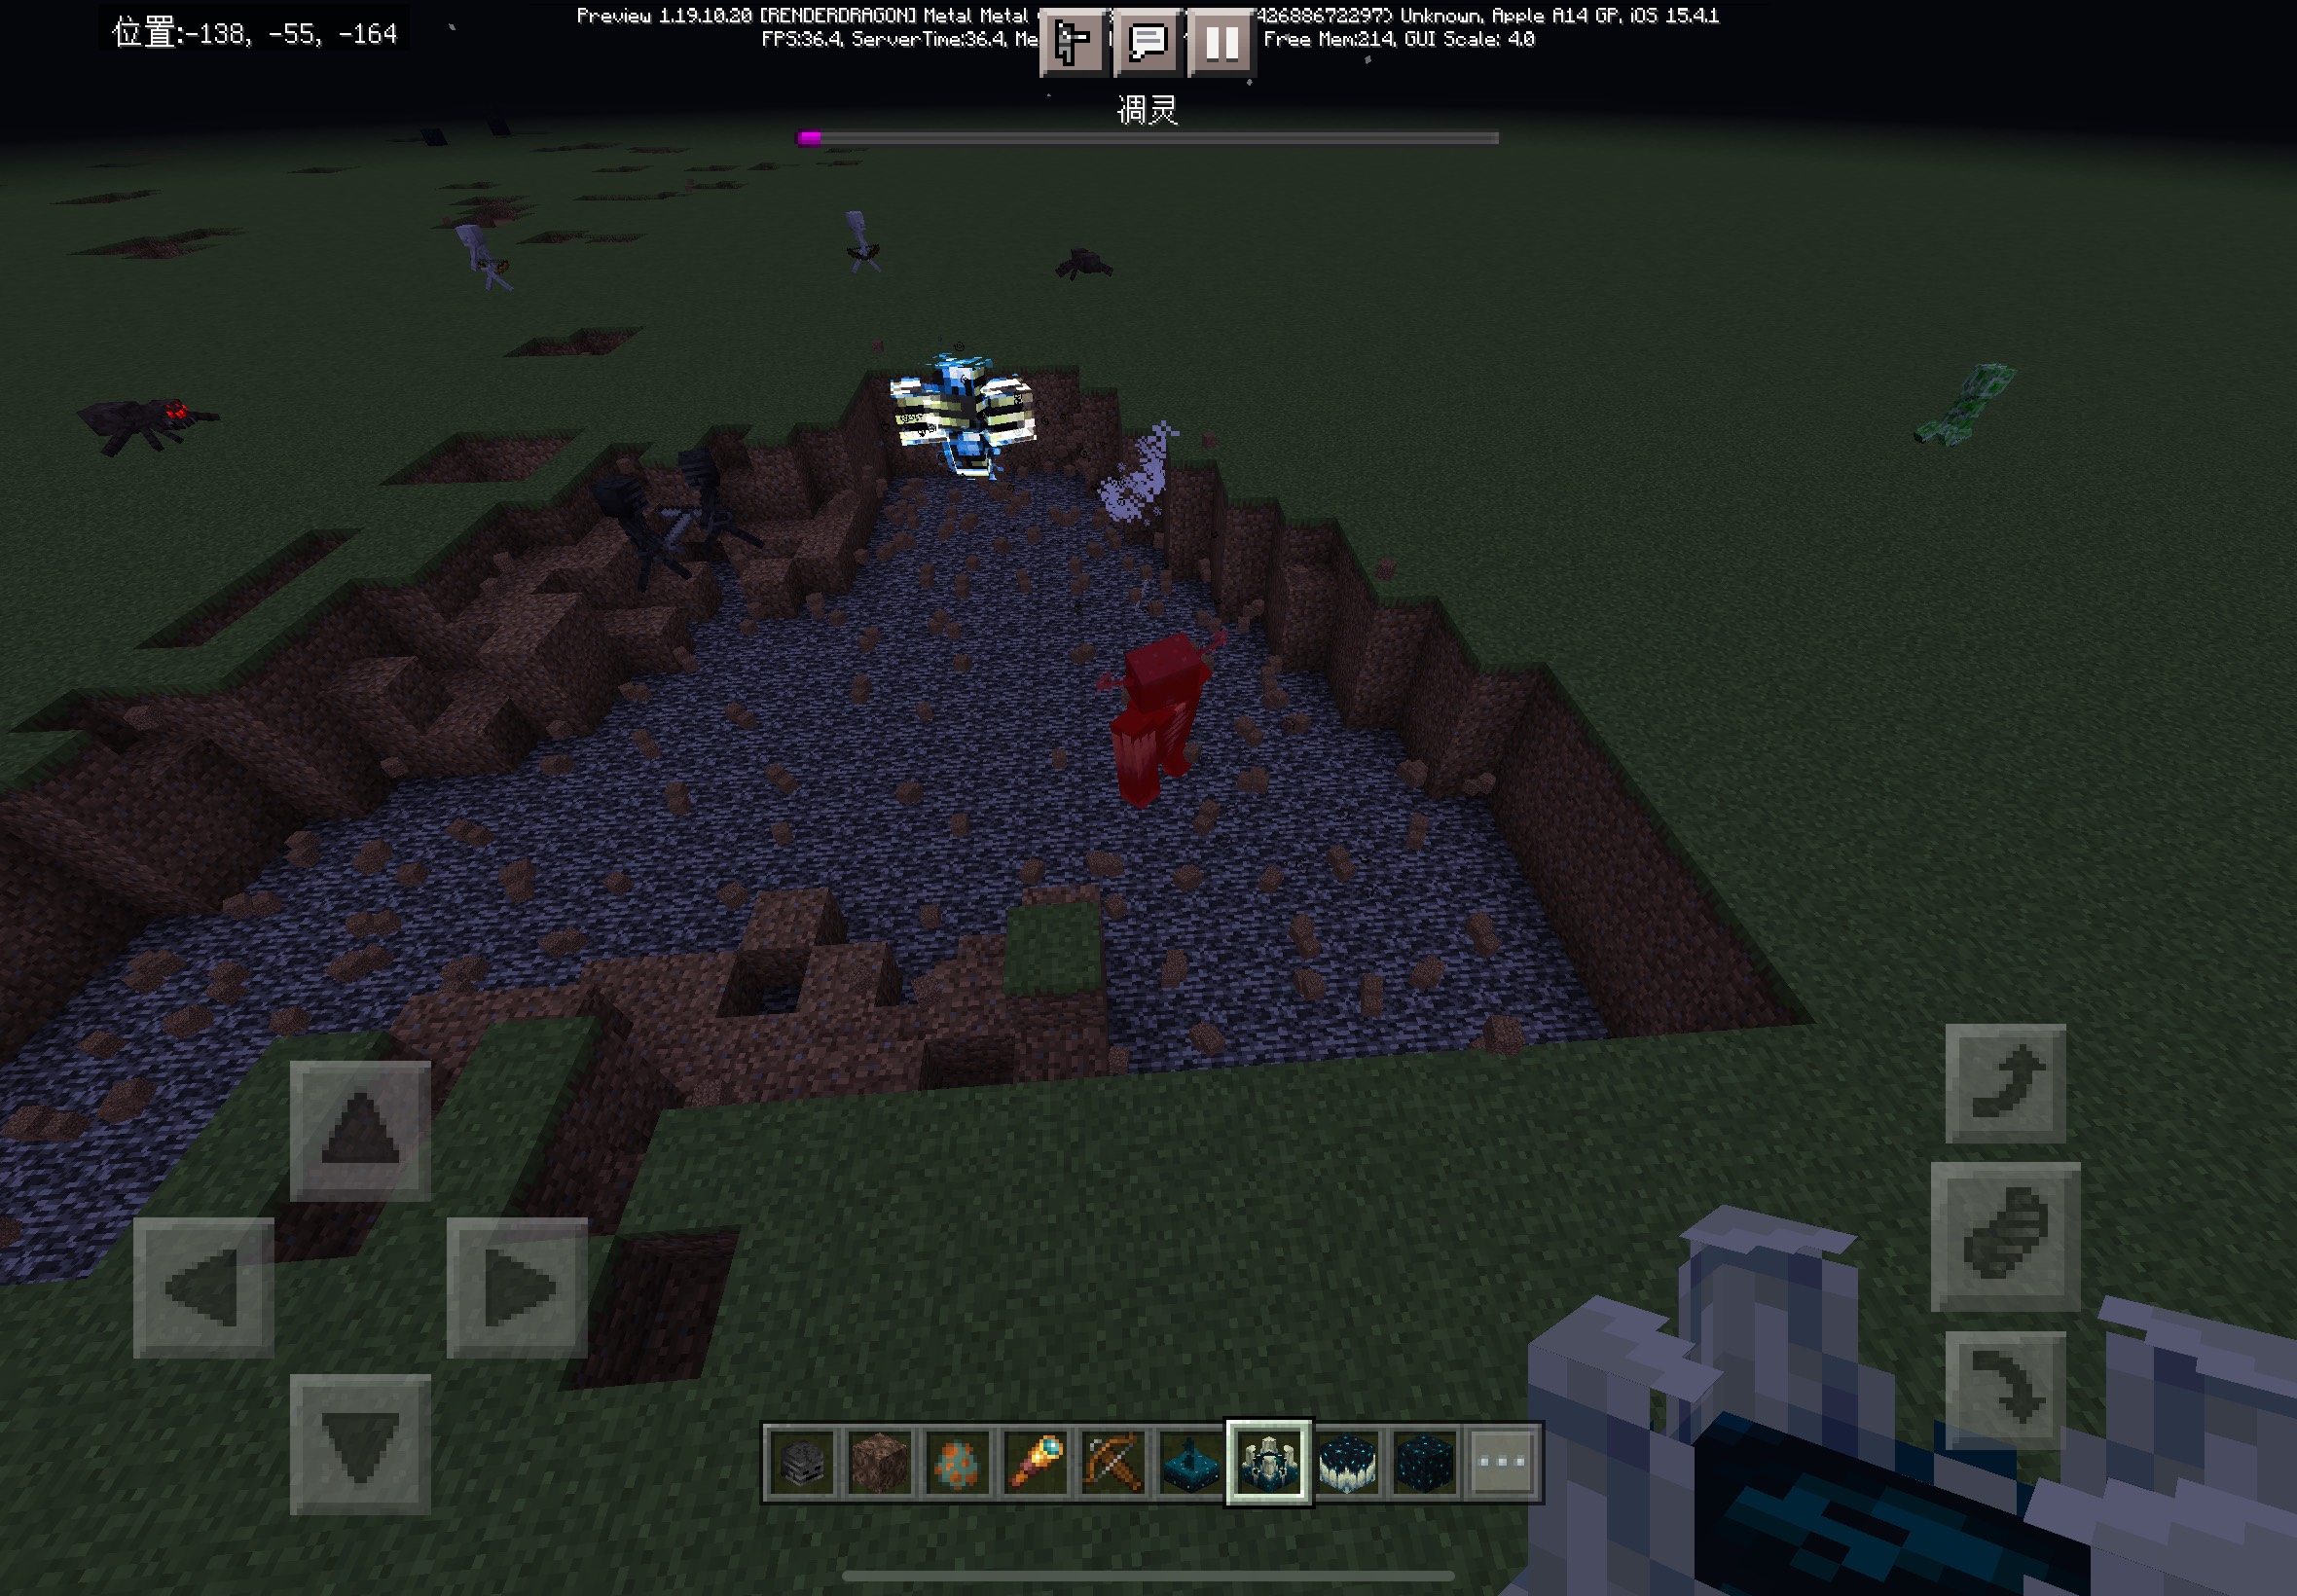 位置:-138, -55, -164
Preview 1.19.10.20 [RENDERDRAGON] Metal Metal 42688672297) Unknown, Apple A14 GP, iOS 15.4.1
FPS:36.4, ServerTime:36.4, Free Mem:214, GUI Scale: 4.0
凋灵